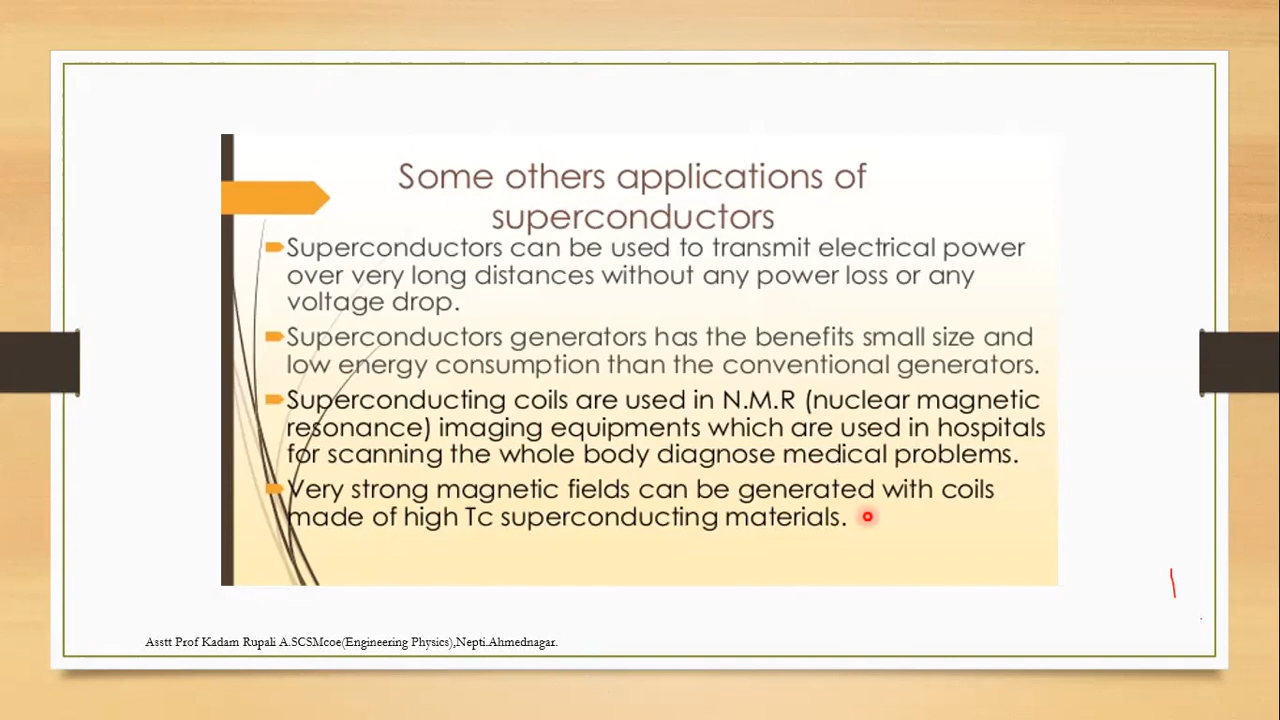 Some others applications of
superconductors
Superconductors can be used to transmit electrical power
over very long distances without any power loss or any
voltage drop.
Superconductors generators has the benefits small size and
low energy consumption than the conventional generators.
Superconducting coils are used in N.M.R (nuclear magnetic
resonance) imaging equipments which are used in hospitals
for scanning the whole body diagnose medical problems.
Very strong magnetic fields can be generated with coils
made of high Tc superconducting materials.
Asstt Prof Kadam Rupali A.SCSMcoe(Engineering Physics),Nepti.Ahmednagar.